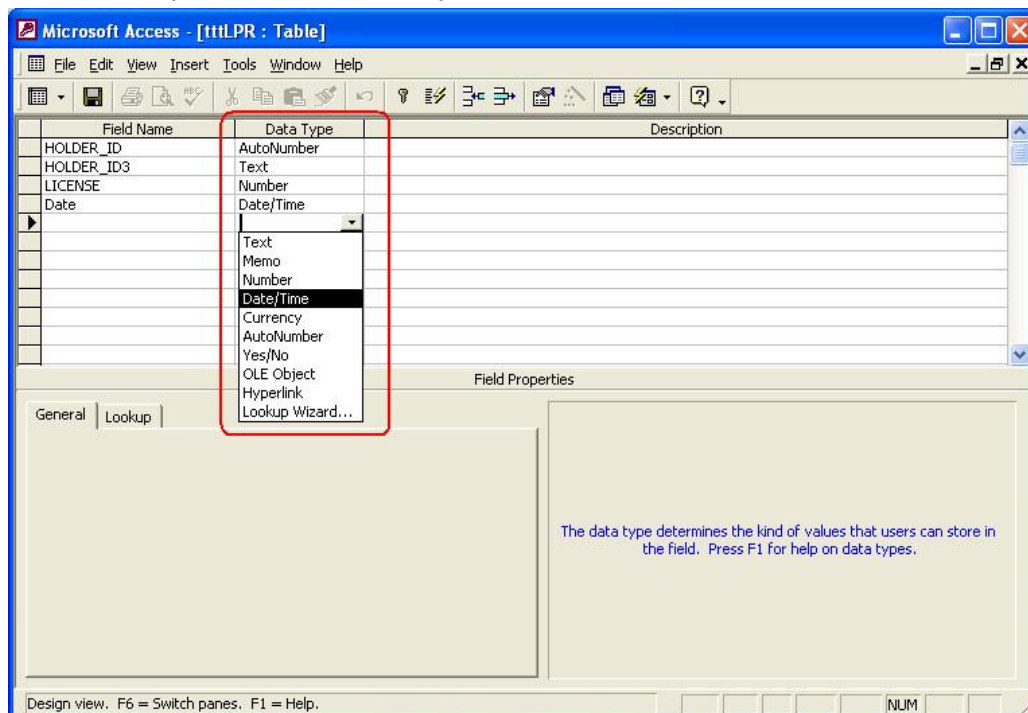 Microsoft Access - [tttLPR : Table]
File Edit View Insert Tools Window Help
Field Name Data Type Description
HOLDER_ID AutoNumber
HOLDER_ID3 Text
LICENSE Number
Date Date/Time
Text
Memo
Number
Date/Time
Currency
AutoNumber
Yes/No
OLE Object
Hyperlink
Lookup Wizard...
Field Properties
General Lookup
The data type determines the kind of values that users can store in
the field. Press F1 for help on data types.
Design view. F6 = Switch panes. F1 = Help. NUM